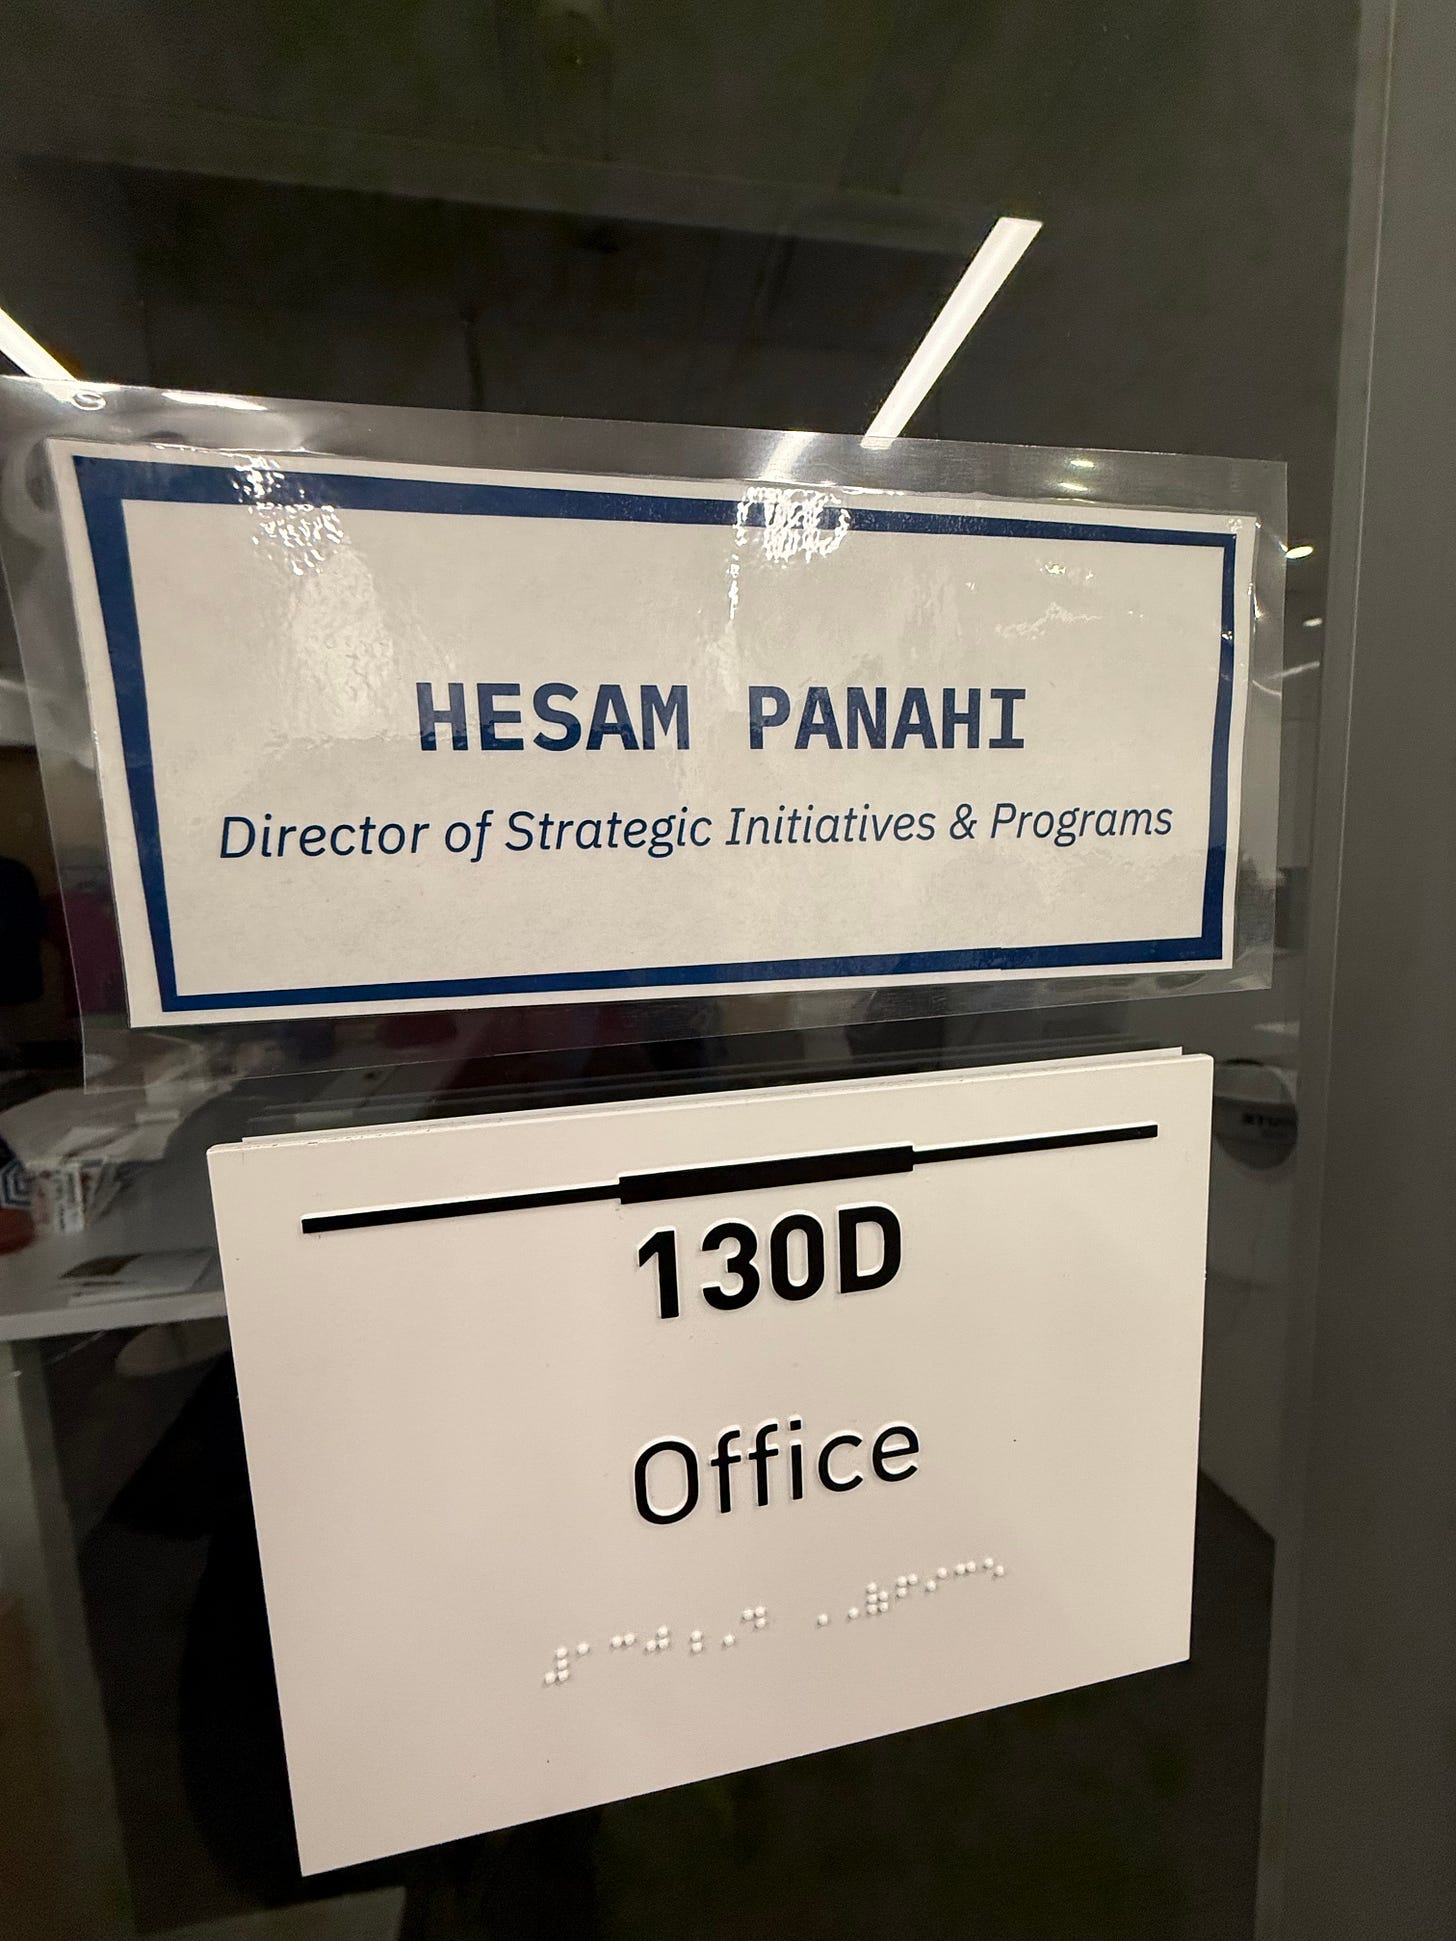 HESAM PANAHI
Director of Strategic Initiatives & Programs
130D
Office